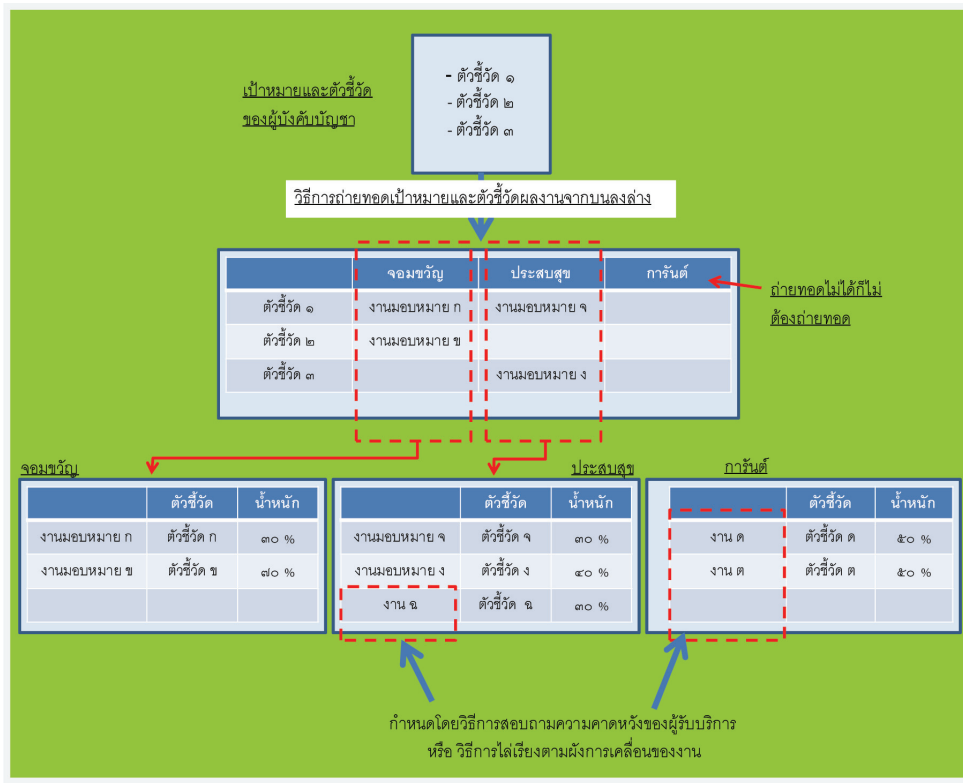 เป้าหมายและตัวชี้วัด
ของผู้บังคับบัญชา
- ตัวชี้วัด ๑
- ตัวชี้วัด ๒
- ตัวชี้วัด ๓
วิธีการถ่ายทอดเป้าหมายและตัวชี้วัดผลงานจากบนลงล่าง
จอมขวัญ ประสบสุข การันต์
ตัวชี้วัด ๑ งานมอบหมาย ก งานมอบหมาย จ
ตัวชี้วัด ๒ งานมอบหมาย ข
ตัวชี้วัด ๓ งานมอบหมาย ง
ถ่ายทอดไม่ได้ก็ไม่
ต้องถ่ายทอด
จอมขวัญ
ตัวชี้วัด น้ำหนัก
งานมอบหมาย ก ตัวชี้วัด ก ๓๐ %
งานมอบหมาย ข ตัวชี้วัด ข ๗๐ %
ประสบสุข
ตัวชี้วัด น้ำหนัก
งานมอบหมาย จ ตัวชี้วัด จ ๓๐ %
งานมอบหมาย ง ตัวชี้วัด ง ๔๐ %
งาน ฉ ตัวชี้วัด ฉ ๓๐ %
การันต์
ตัวชี้วัด น้ำหนัก
งาน ด ตัวชี้วัด ด ๕๐ %
งาน ต ตัวชี้วัด ต ๕๐ %
กำหนดโดยวิธีการสอบถามความคาดหวังของผู้รับบริการ
หรือ วิธีการไล่เรียงตามผังการเคลื่อนของงาน